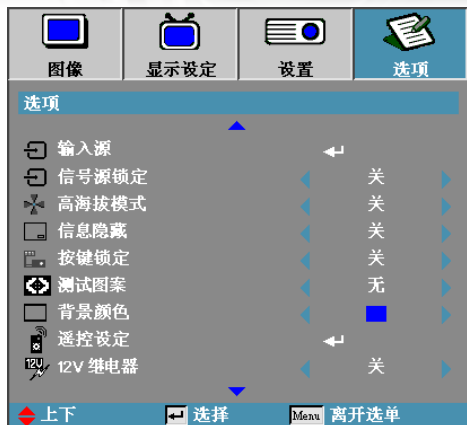 图像 显示设定 设置 选项
选项
输入源
信号源锁定 关
高海拔模式 关
信息隐藏 关
按键锁定 关
测试图案 无
背景颜色
遥控设定
12V 12V 继电器 关
上下 选择 Menu 离开选单